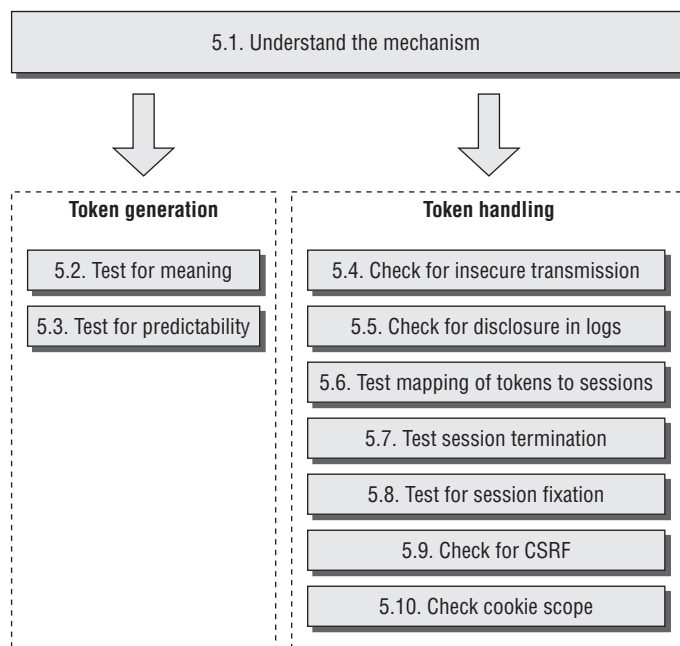 5.1. Understand the mechanism
Token generation
5.2. Test for meaning
5.3. Test for predictability
Token handling
5.4. Check for insecure transmission
5.5. Check for disclosure in logs
5.6. Test mapping of tokens to sessions
5.7. Test session termination
5.8. Test for session fixation
5.9. Check for CSRF
5.10. Check cookie scope